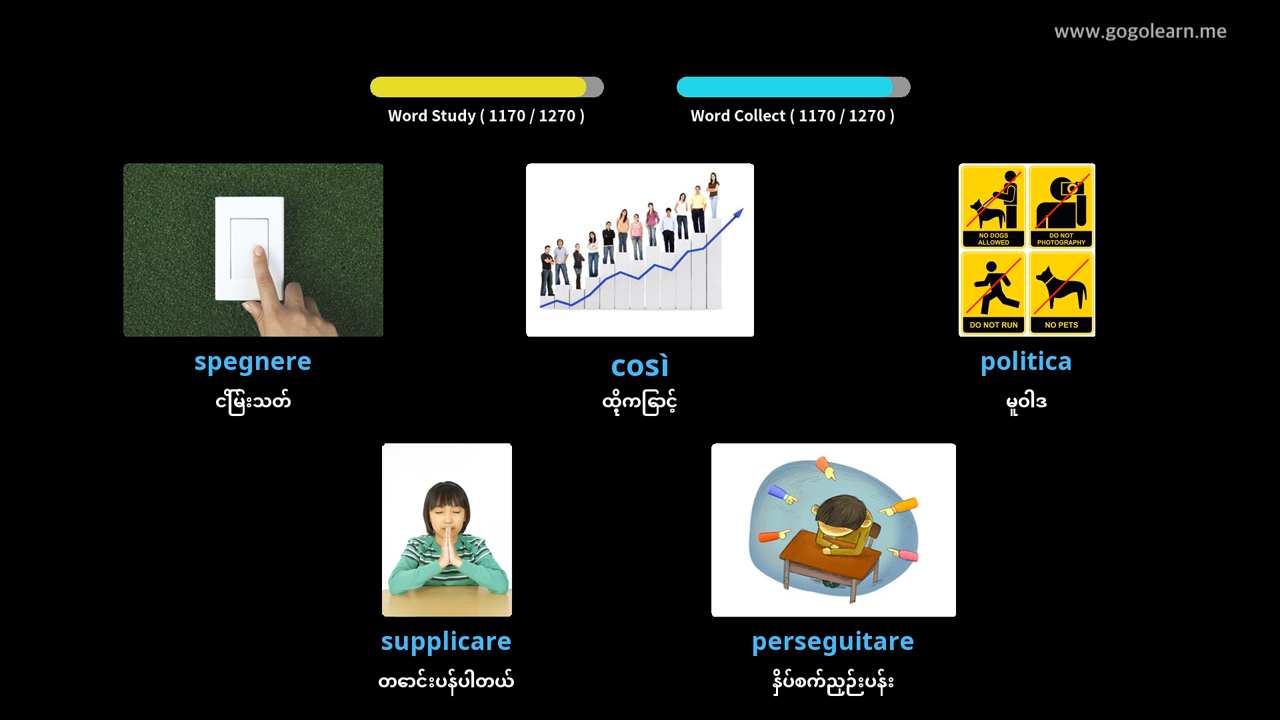 www.gogolearn.me
Word Study ( 1170 / 1270 )
Word Collect ( 1170 / 1270 )
NO DOGS
ALLOWED
DO NOT
PHOTOGRAPHY
DO NOT RUN
NO PETS
spegnere
così
politica
ငြိမ်းသတ်
ထို့ကြောင့်
မူဝါဒ
supplicare
perseguitare
တောင်းပန်ပါတယ်
နှိပ်စက်ညှဉ်းပန်း